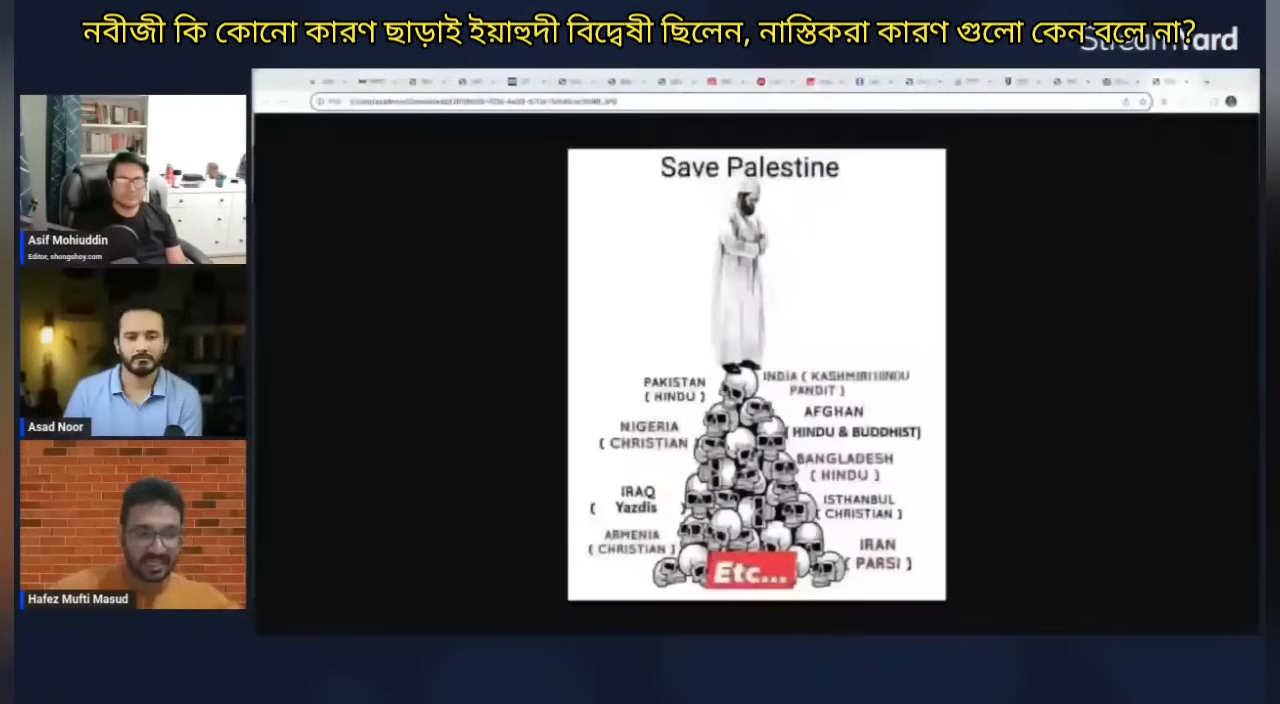 নবীজী কি কোনো কারণ ছাড়াই ইয়াহুদী বিদ্বেষী ছিলেন, নাস্তিকরা কারণ গুলো কেন বলে না?
StreamYard
Asif Mohiuddin
Editor, shongshoy.com
Asad Noor
Hafez Mufti Masud
Save Palestine
PAKISTAN
( HINDU )
INDIA ( KASHMIRI HINDU
PANDIT )
NIGERIA
( CHRISTIAN
AFGHAN
( HINDU & BUDDHIST)
BANGLADESH
( HINDU )
IRAQ
( Yazdis )
ISTHANBUL
( CHRISTIAN )
ARMENIA
( CHRISTIAN )
IRAN
( PARSI )
Etc...